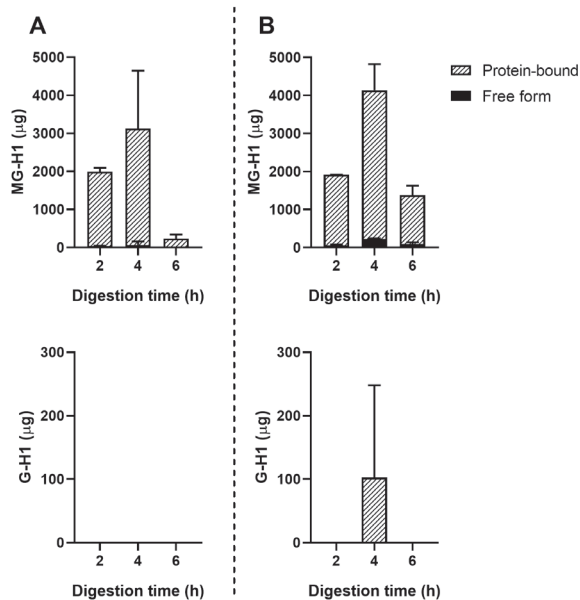 A
B
5000
4000
3000
2000
1000
0
MG-H1 (µg)
2 4 6
Digestion time (h)
5000
4000
3000
2000
1000
0
MG-H1 (µg)
2 4 6
Digestion time (h)
Protein-bound
Free form
300
200
100
0
G-H1 (µg)
2 4 6
Digestion time (h)
300
200
100
0
G-H1 (µg)
2 4 6
Digestion time (h)